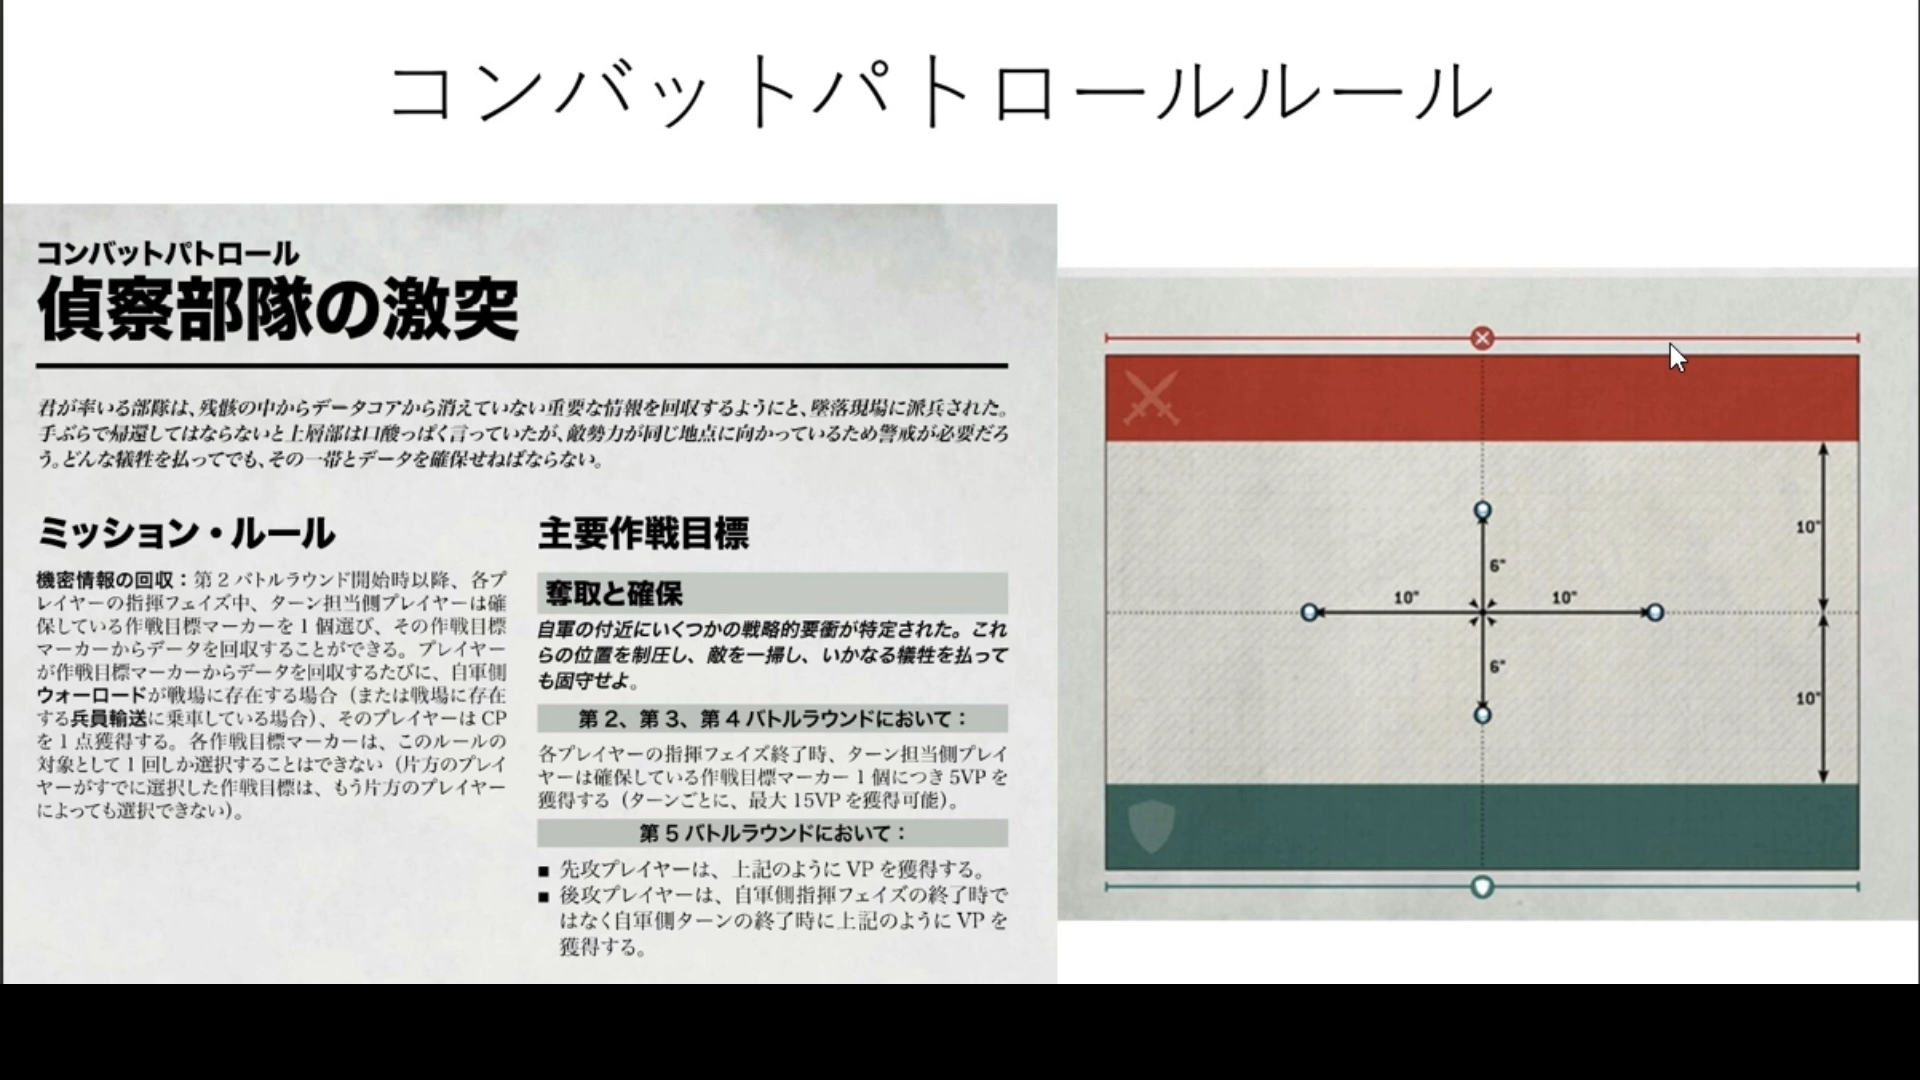 コンバットパトロールルール
コンバットパトロール
偵察部隊の激突
君が率いる部隊は、残骸の中からデータコアから消えていない重要な情報を回収するようにと、墜落現場に派兵された。
手ぶらで帰還してはならないと上層部は口酸っぱく言っていたが、敵勢力が同じ地点に向かっているため警戒が必要だろ
う。どんな犠牲を払ってでも、その一帯とデータを確保せねばならない。
ミッション・ルール
機密情報の回収：第 2 バトルラウンド開始時以降、各プ
レイヤーの指揮フェイズ中、ターン担当側プレイヤーは確
保している作戦目標マーカーを 1 個選び、その作戦目標
マーカーからデータを回収することができる。プレイヤー
が作戦目標マーカーからデータを回収するたびに、自軍側
ウォーロードが戦場に存在する場合（または戦場に存在
する兵員輸送に乗車している場合）、そのプレイヤーは CP
を 1 点獲得する。各作戦目標マーカーは、このルールの
対象として 1 回しか選択することはできない（片方のプレイ
ヤーがすでに選択した作戦目標は、もう片方のプレイヤー
によっても選択できない）。
主要作戦目標
奪取と確保
自軍の付近にいくつかの戦略的要衝が特定された。これ
らの位置を制圧し、敵を一掃し、いかなる犠牲を払って
も固守せよ。
第 2、第 3、第 4 バトルラウンドにおいて：
各プレイヤーの指揮フェイズ終了時、ターン担当側プレイ
ヤーは確保している作戦目標マーカー 1 個につき 5VP を
獲得する（ターンごとに、最大 15VP を獲得可能）。
第 5 バトルラウンドにおいて：
■ 先攻プレイヤーは、上記のように VP を獲得する。
■ 後攻プレイヤーは、自軍側指揮フェイズの終了時で
はなく自軍側ターンの終了時に上記のように VP を
獲得する。
10"
6"
10"
10"
6"
10"